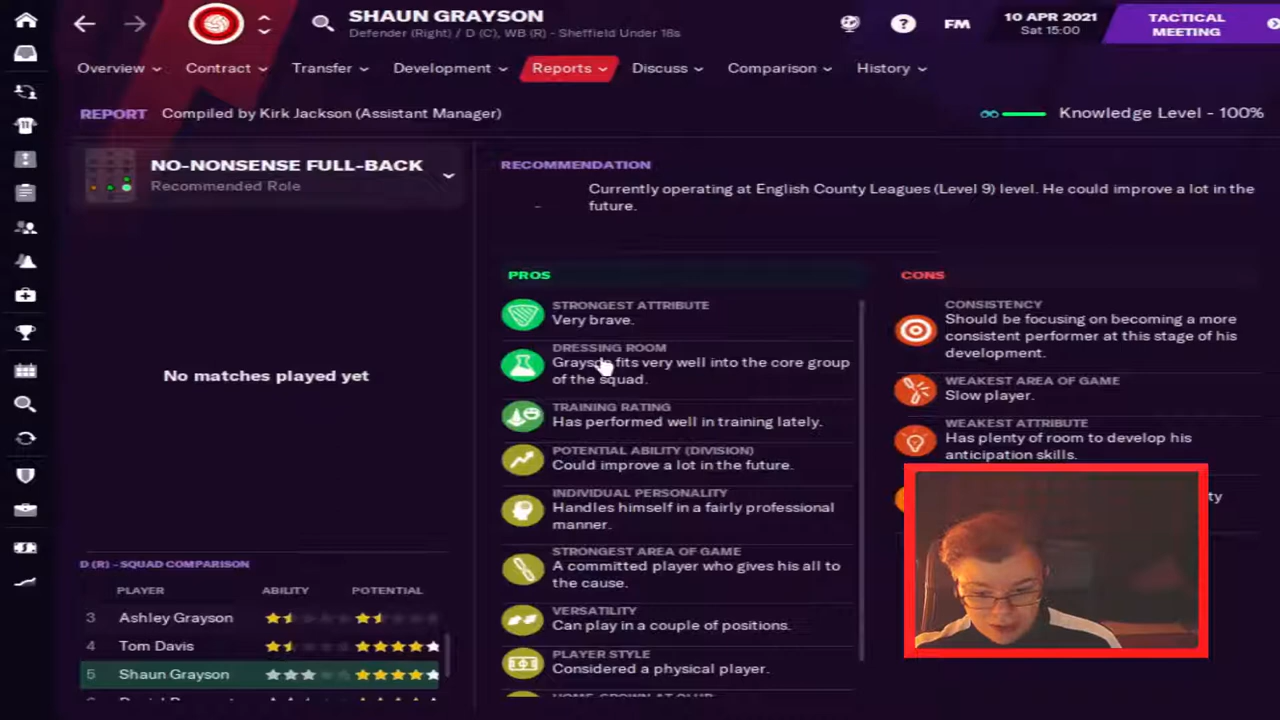 SHAUN GRAYSON
Defender (Right) / D (C), WB (R) - Sheffield Under 18s
FM
10 APR 2021
Sat 15:00
TACTICAL
MEETING
Overview
Contract
Transfer
Development
Reports
Discuss
Comparison
History
REPORT
Compiled by Kirk Jackson (Assistant Manager)
Knowledge Level - 100%
NO-NONSENSE FULL-BACK
Recommended Role
No matches played yet
D (R) - SQUAD COMPARISON
PLAYER ABILITY POTENTIAL
3 Ashley Grayson
4 Tom Davis
5 Shaun Grayson
RECOMMENDATION
-
Currently operating at English County Leagues (Level 9) level. He could improve a lot in the
future.
PROS
STRONGEST ATTRIBUTE
Very brave.
DRESSING ROOM
fits very well into the core group
of the squad.
TRAINING RATING
Has performed well in training lately.
POTENTIAL ABILITY (DIVISION)
Could improve a lot in the future.
INDIVIDUAL PERSONALITY
Handles himself in a fairly professional
manner.
STRONGEST AREA OF GAME
A committed player who gives his all to
the cause.
VERSATILITY
Can play in a couple of positions.
PLAYER STYLE
Considered a physical player.
CONS
CONSISTENCY
Should be focusing on becoming a more
consistent performer at this stage of his
development.
WEAKEST AREA OF GAME
Slow player.
WEAKEST ATTRIBUTE
Has plenty of room to develop his
anticipation skills.